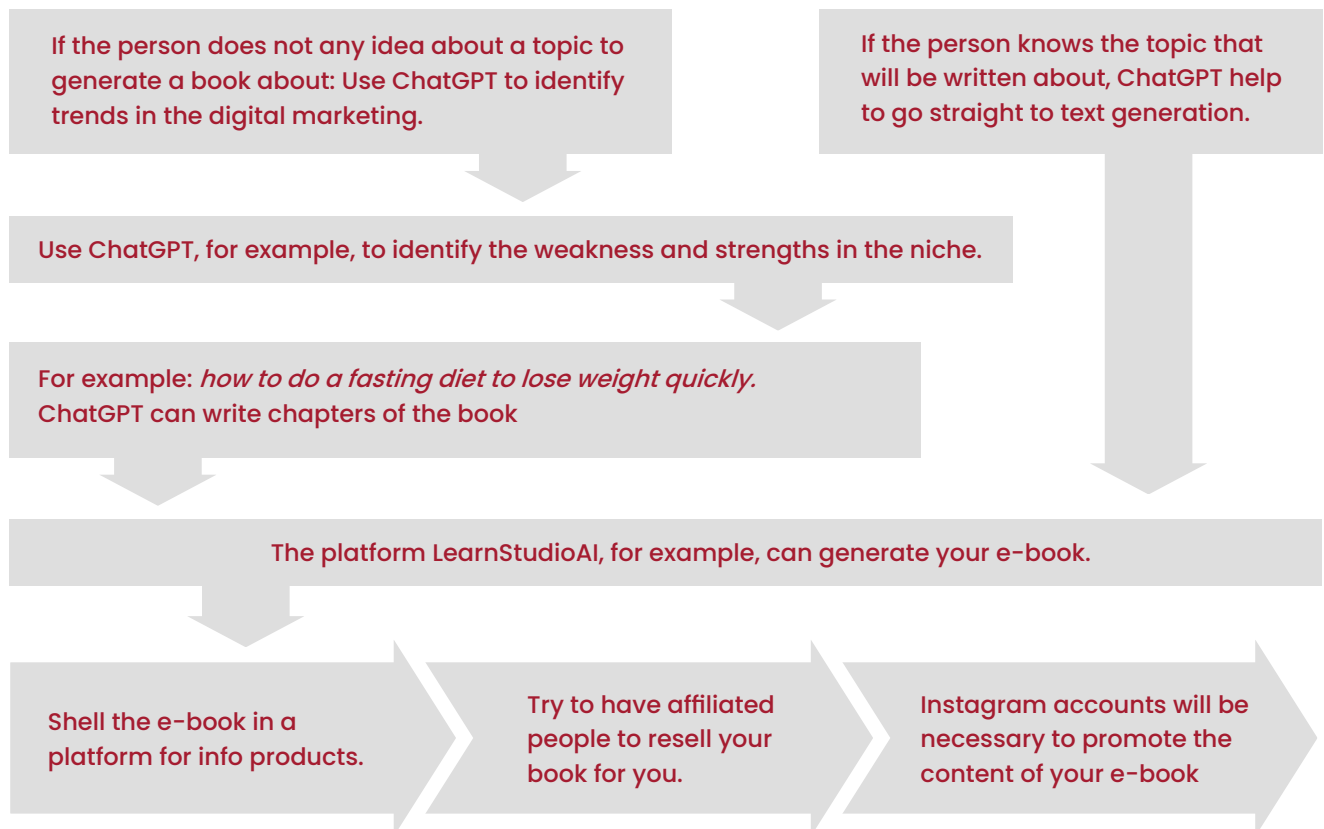 If the person does not any idea about a topic to
generate a book about: Use ChatGPT to identify
trends in the digital marketing.
If the person knows the topic that
will be written about, ChatGPT help
to go straight to text generation.
Use ChatGPT, for example, to identify the weakness and strengths in the niche.
For example: how to do a fasting diet to lose weight quickly.
ChatGPT can write chapters of the book
The platform LearnStudioAI, for example, can generate your e-book.
Shell the e-book in a
platform for info products.
Try to have affiliated
people to resell your
book for you.
Instagram accounts will be
necessary to promote the
content of your e-book